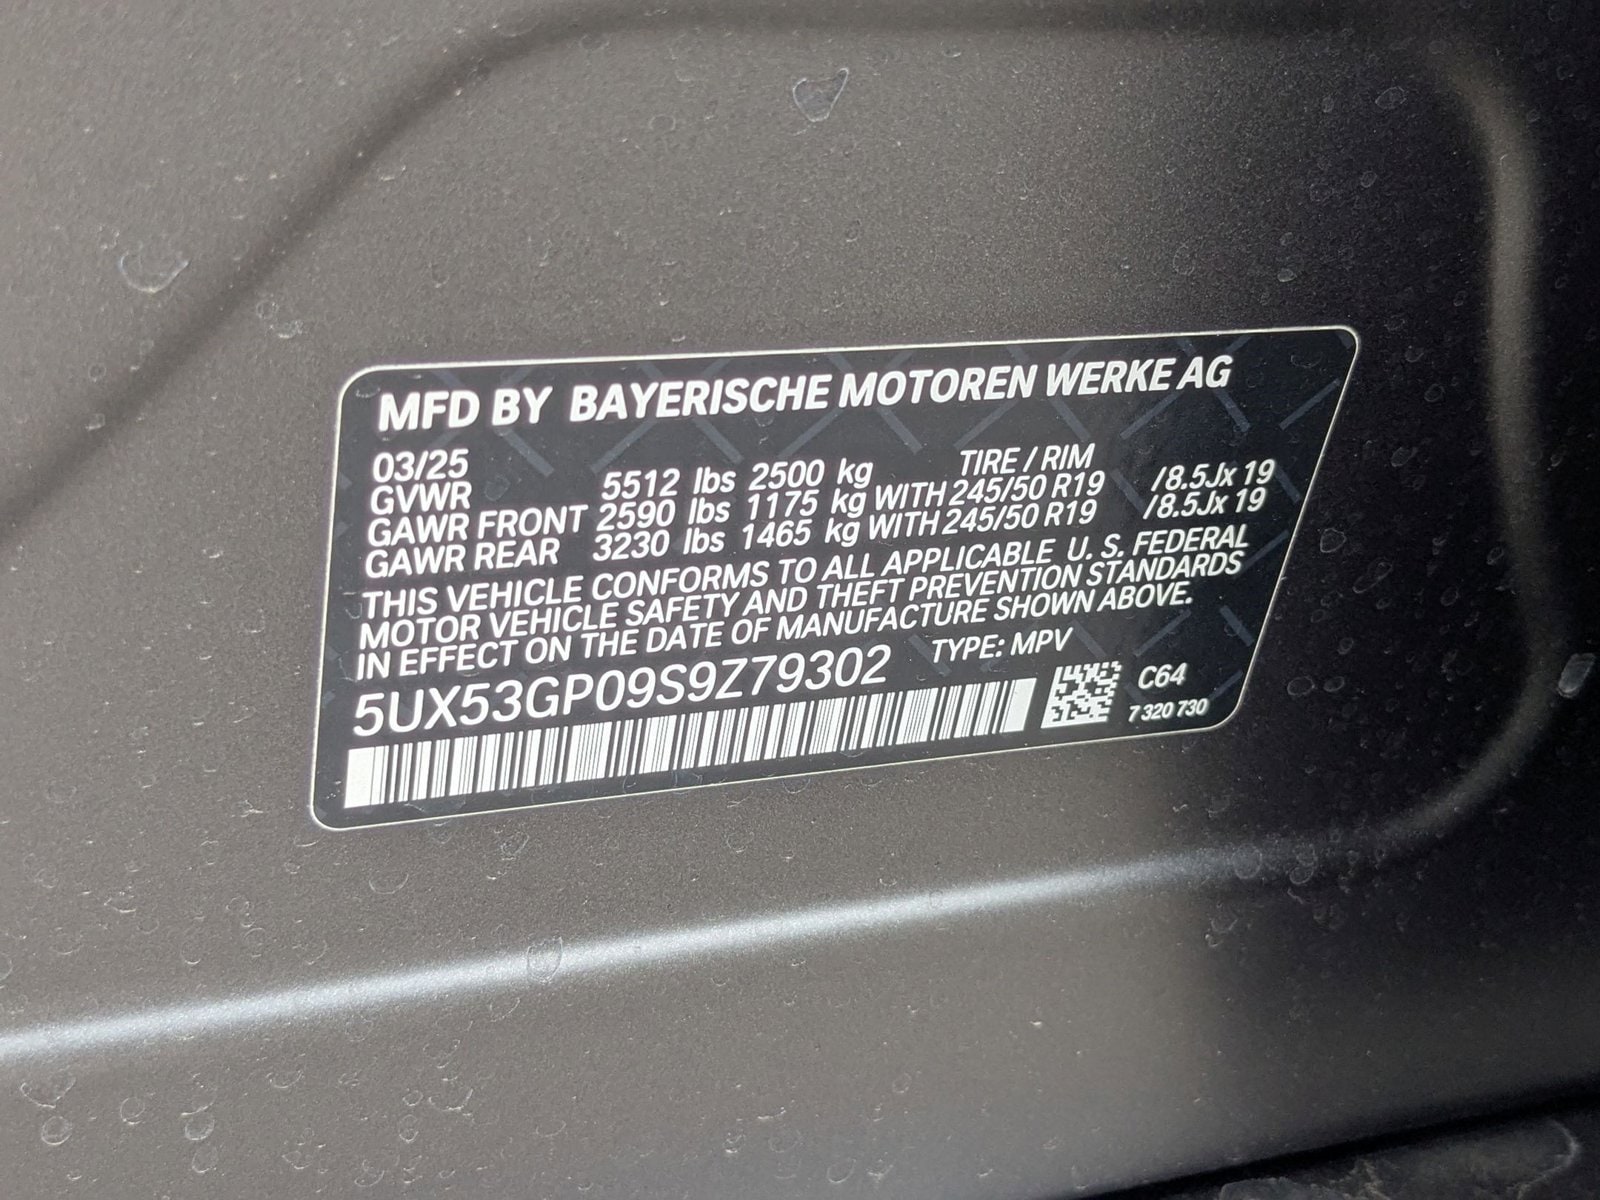 MFD BY BAYERISCHE MOTOREN WERKE AG
03/25 TIRE / RIM
GVWR 5512 lbs 2500 kg
GAWR FRONT 2590 lbs 1175 kg WITH 245/50 R19 /8.5Jx 19
GAWR REAR 3230 lbs 1465 kg WITH 245/50 R19 /8.5Jx 19
THIS VEHICLE CONFORMS TO ALL APPLICABLE U. S. FEDERAL
MOTOR VEHICLE SAFETY AND THEFT PREVENTION STANDARDS
IN EFFECT ON THE DATE OF MANUFACTURE SHOWN ABOVE.
5UX53GP09S9Z79302 TYPE: MPV
C64
7 320 730